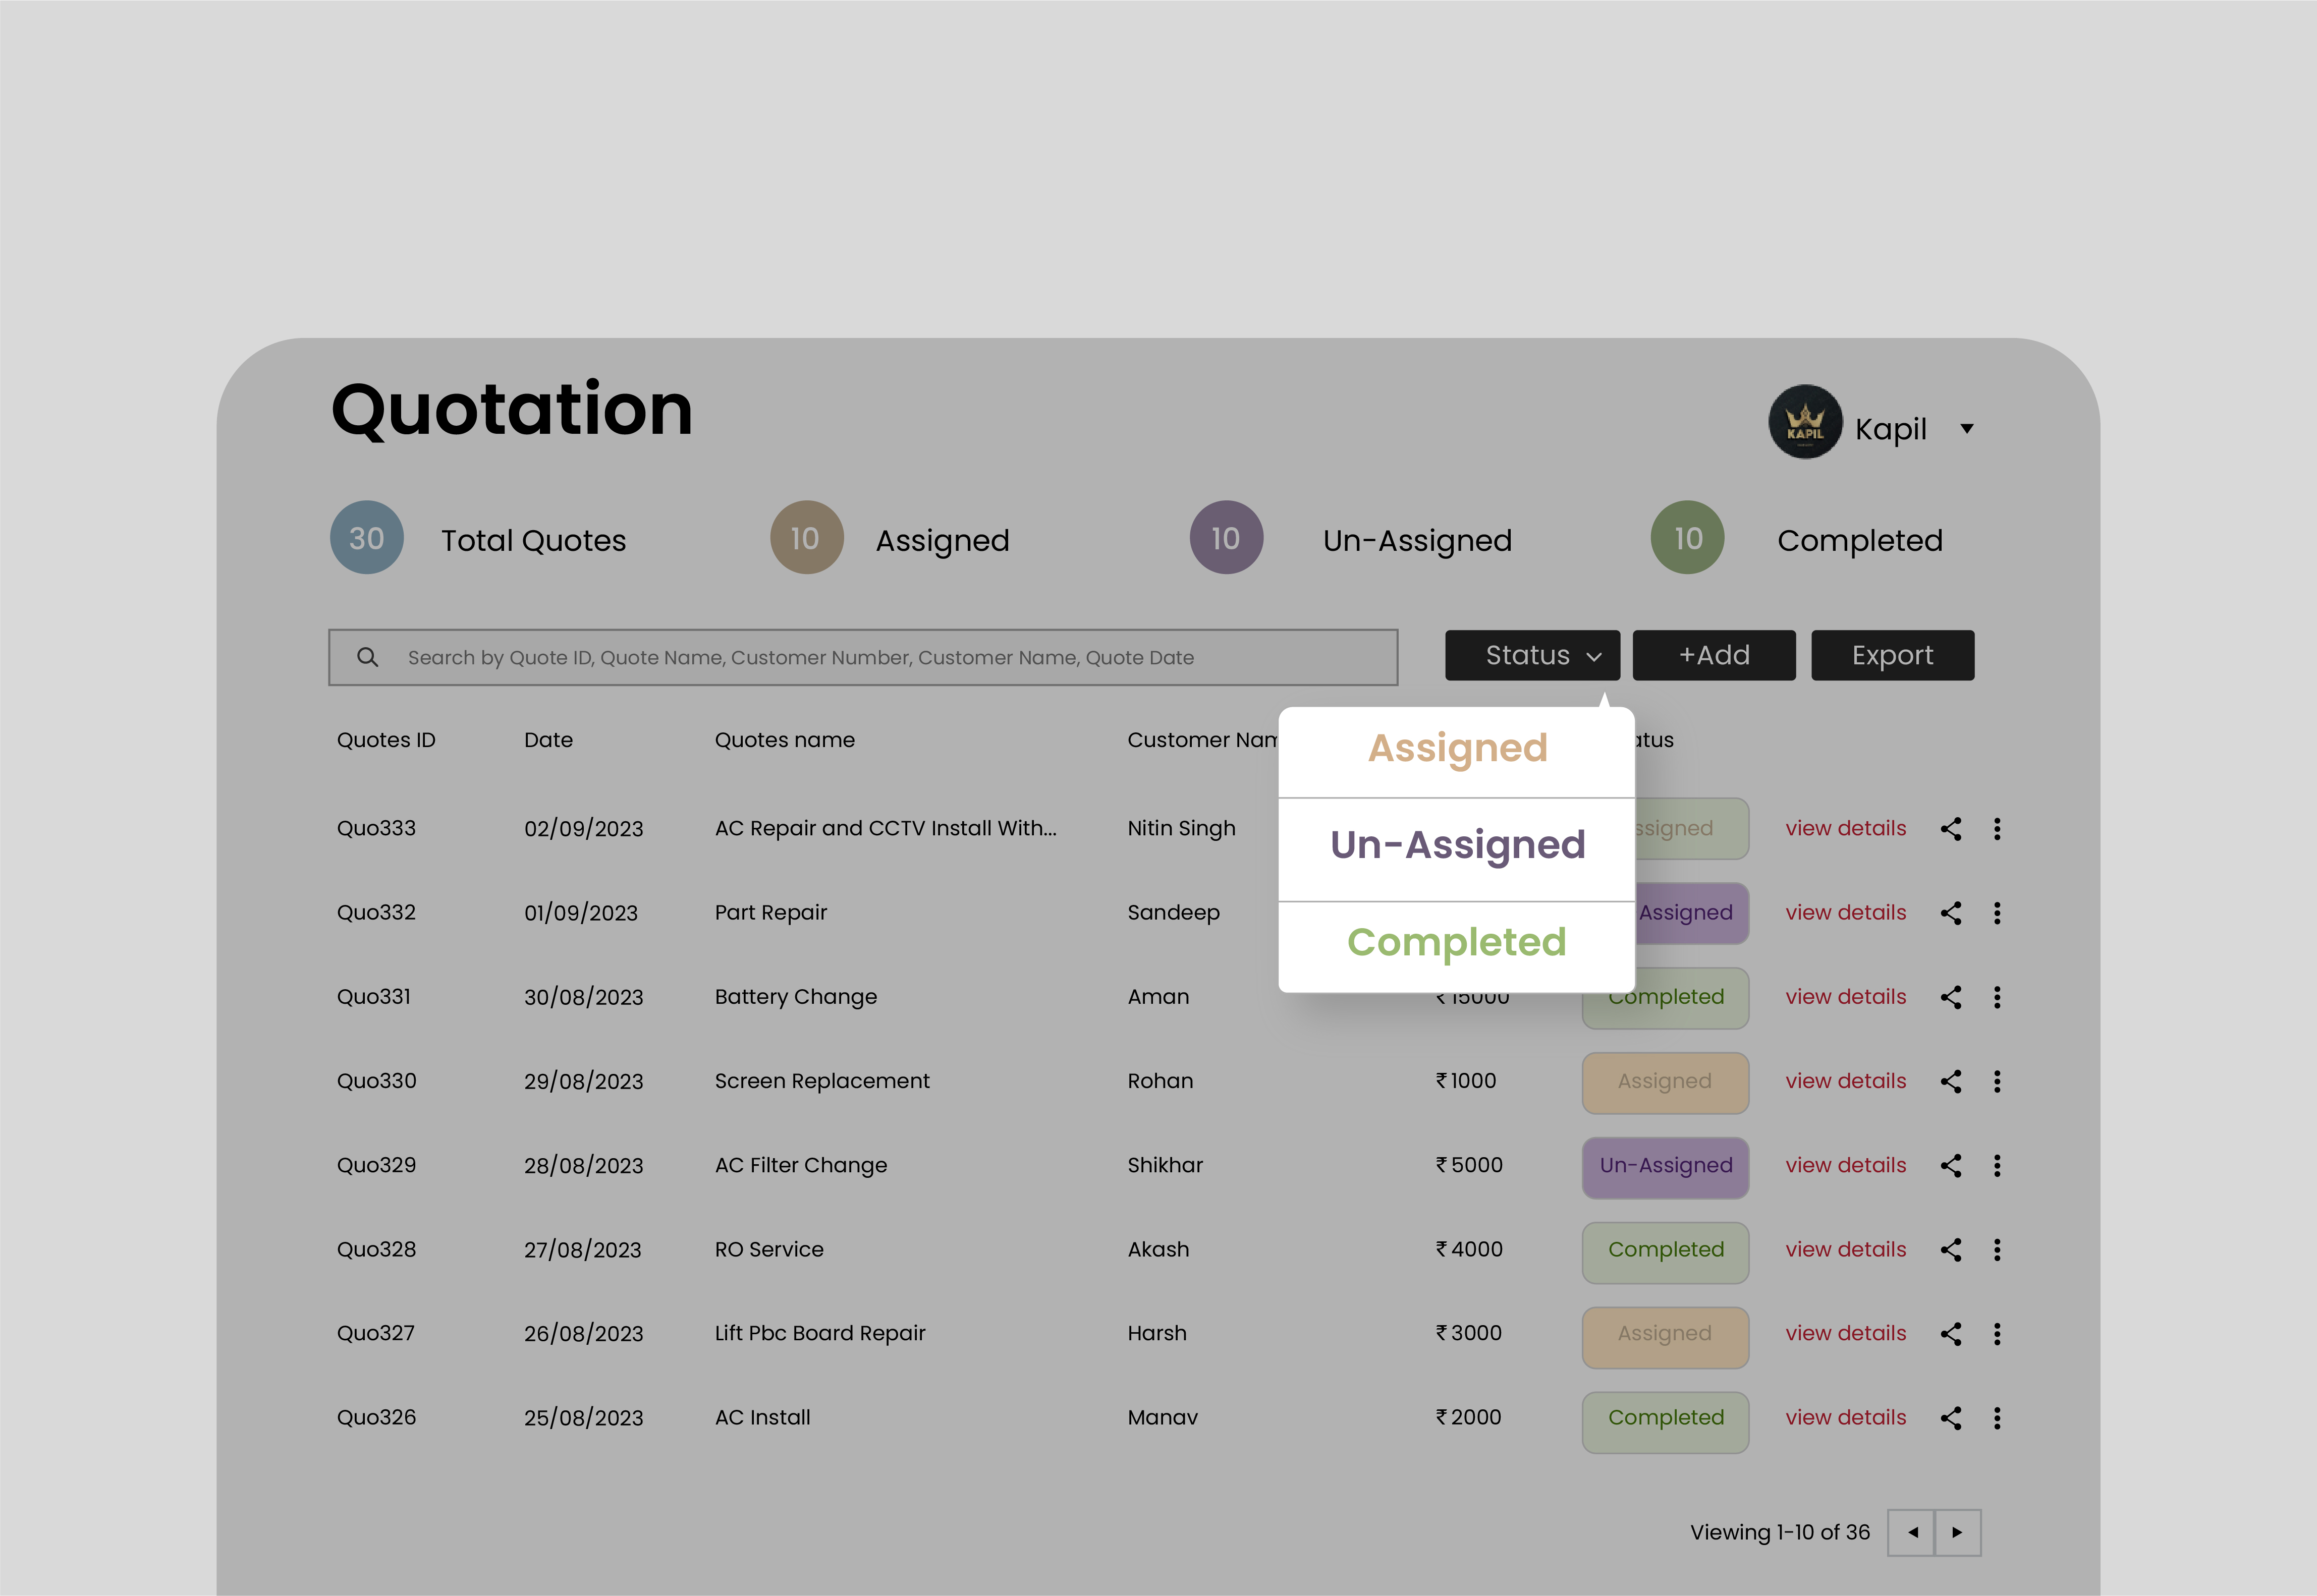 Quotation
KAPIL
Kapil
30 Total Quotes 10 Assigned 10 Un-Assigned 10 Completed
Search by Quote ID, Quote Name, Customer Number, Customer Name, Quote Date Status +Add Export
Assigned
Un-Assigned
Completed
Quotes ID Date Quotes name Customer
Quo333 02/09/2023 AC Repair and CCTV Install With... Nitin Singh view details
Quo332 01/09/2023 Part Repair Sandeep Assigned view details
Quo331 30/08/2023 Battery Change Aman ₹15000 Completed view details
Quo330 29/08/2023 Screen Replacement Rohan ₹1000 Assigned view details
Quo329 28/08/2023 AC Filter Change Shikhar ₹5000 Un-Assigned view details
Quo328 27/08/2023 RO Service Akash ₹4000 Completed view details
Quo327 26/08/2023 Lift Pbc Board Repair Harsh ₹3000 Assigned view details
Quo326 25/08/2023 AC Install Manav ₹2000 Completed view details
Viewing 1-10 of 36